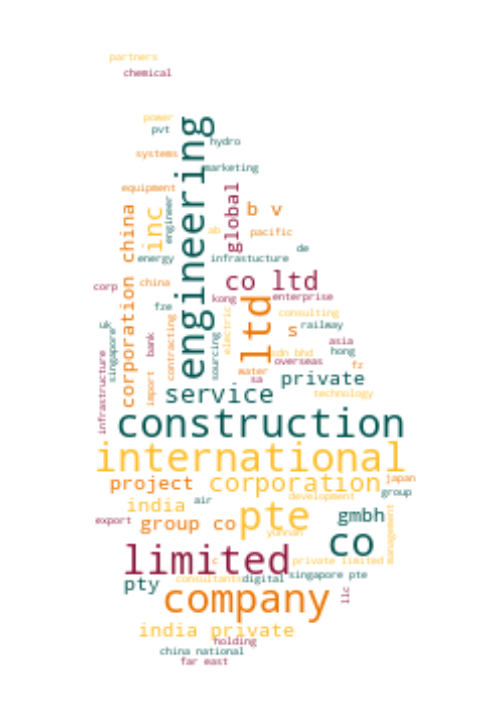 partners
chemical
power
pvt
engineering
hydro
systems
marketing
equipment
global
engineer
inc
corporation china
b v
ab
pacific
de
energy
infrastucture
co ltd
corp
china
kong
enterprise
fze
ltd
consulting
electric
s
railway
uk
singapore
bank
contracting
sourcing
asia
hong
sdn bhd
overseas
fz
water
sa
private
infrastructure
import
service
technology
construction
international
project
corporation
japan
group
india
air
development
pte
gmbh
export
group co
yunnan
management
co
limited
c
private limited
pty
consultants
digital
singapore pte
llc
company
india private
holding
china national
far east